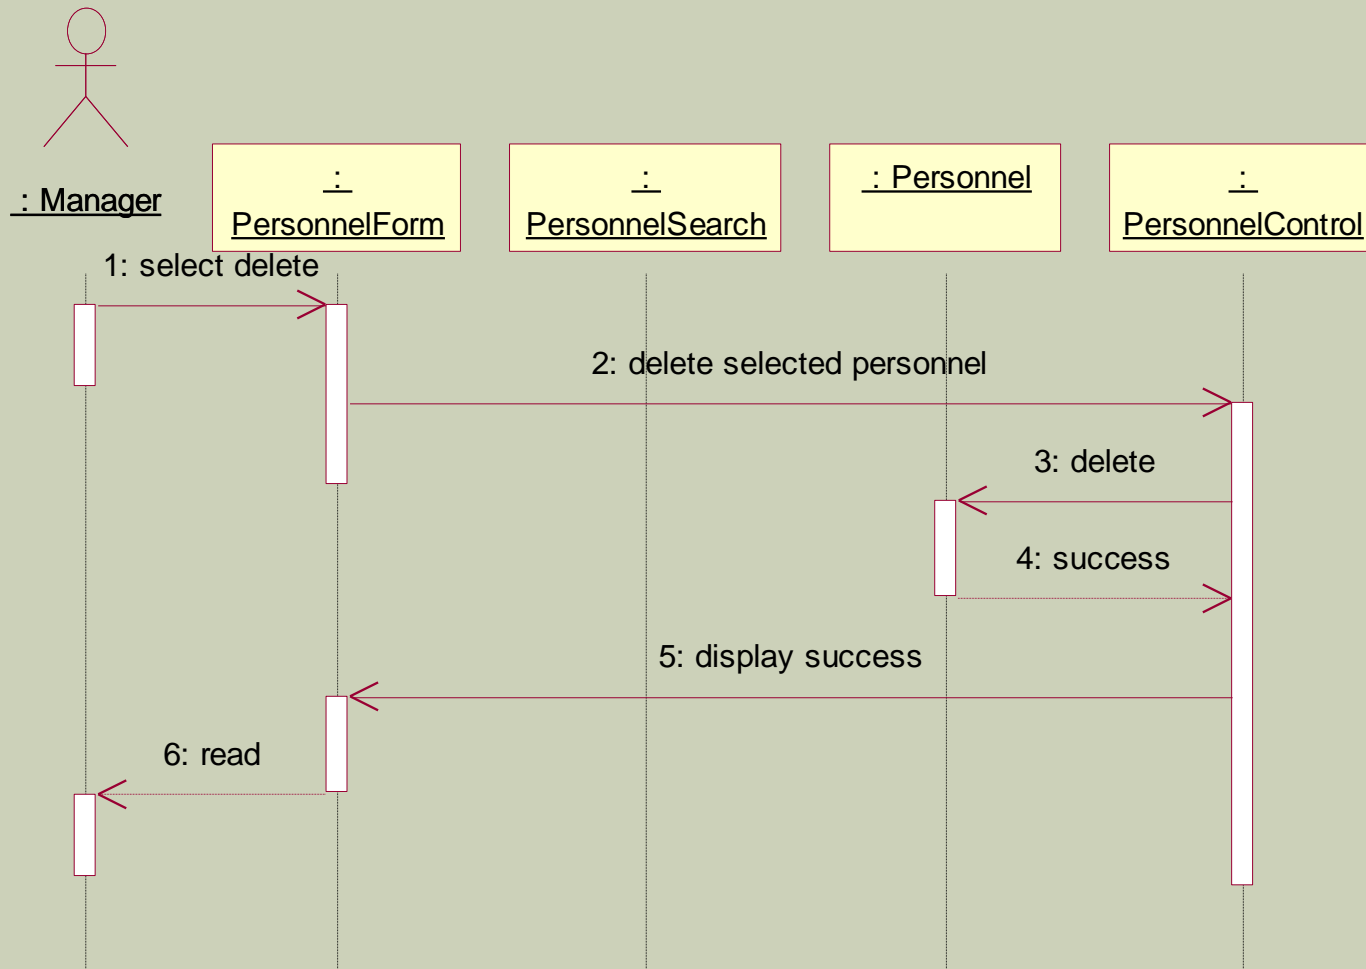 : Manager
:
PersonnelForm
:
PersonnelSearch
: Personnel
:
PersonnelControl
1: select delete
2: delete selected personnel
3: delete
4: success
5: display success
6: read